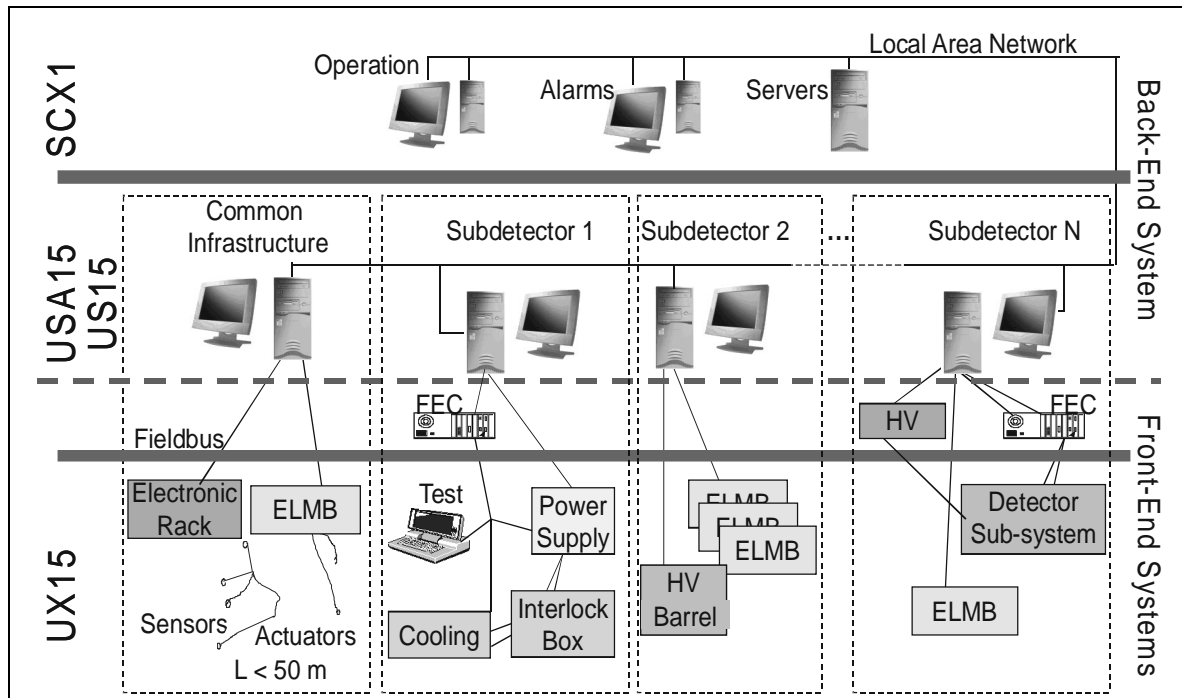 Local Area Network
Operation
Alarms
Servers
SCX1
Back-End System
Common
Infrastructure
Subdetector 1
Subdetector 2
...
Subdetector N
USA15
US15
FEC
HV
FEC
Fieldbus
Front-End Systems
UX15
Electronic
Rack
ELMB
Test
Power
Supply
ELMB
ELMB
ELMB
Detector
Sub-system
Sensors
Actuators
L < 50 m
Cooling
Interlock
Box
HV
Barrel
ELMB